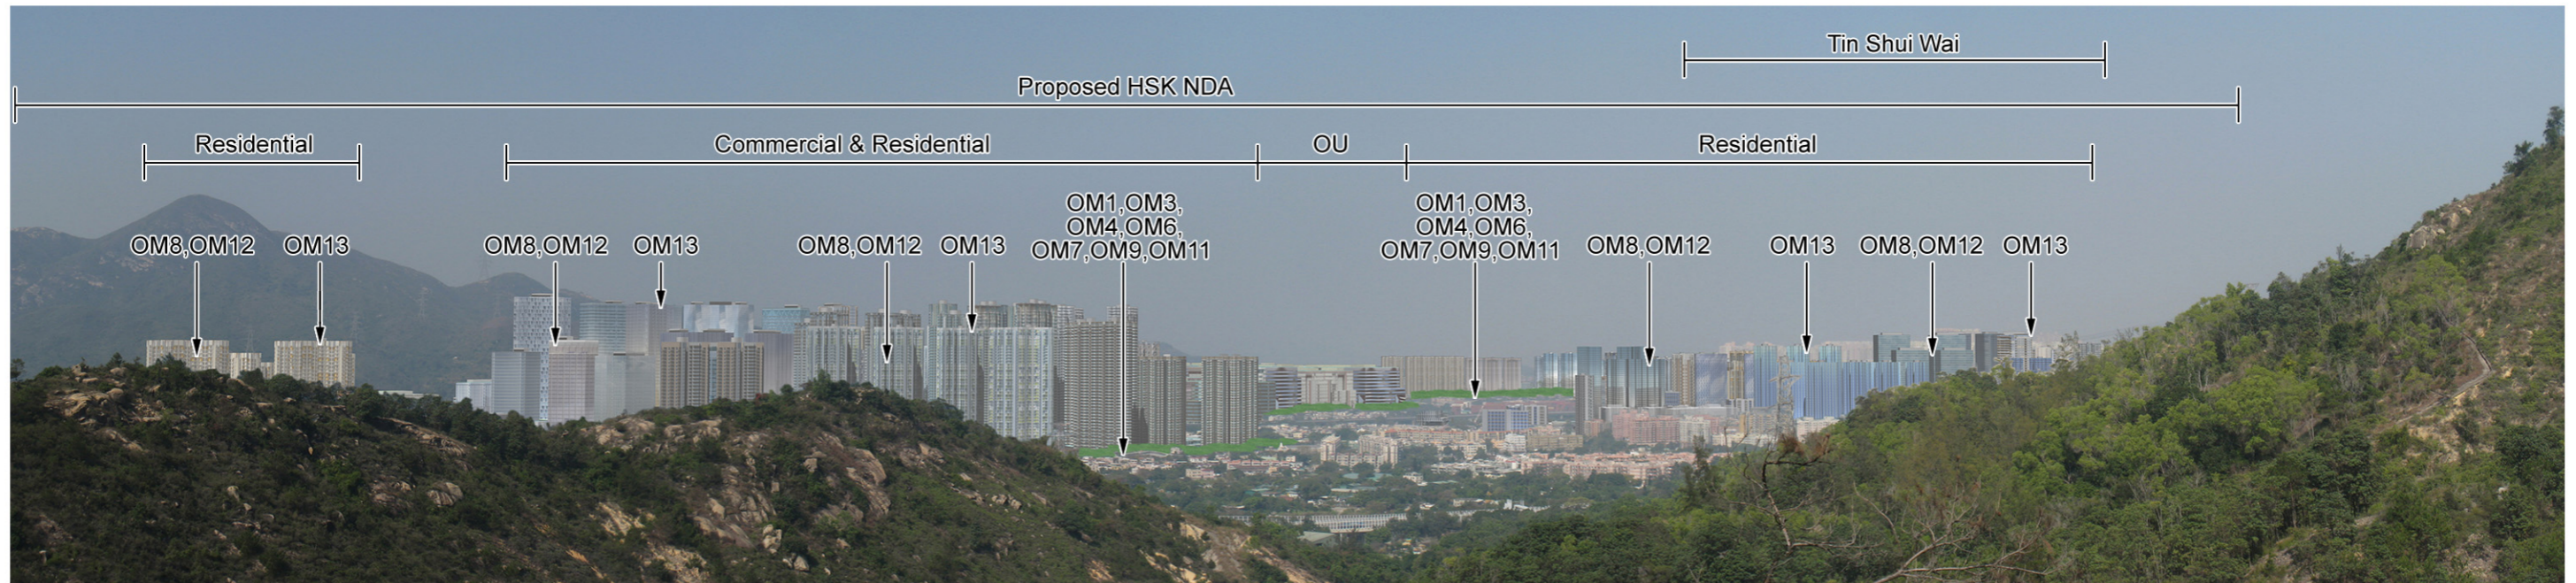 Tin Shui Wai
Proposed HSK NDA
Residential
Commercial & Residential
OU
Residential
OM8,OM12
OM13
OM8,OM12
OM13
OM8,OM12
OM13
OM1,OM3,
OM4,OM6,
OM7,OM9,OM11
OM1,OM3,
OM4,OM6,
OM7,OM9,OM11
OM8,OM12
OM13
OM8,OM12
OM13